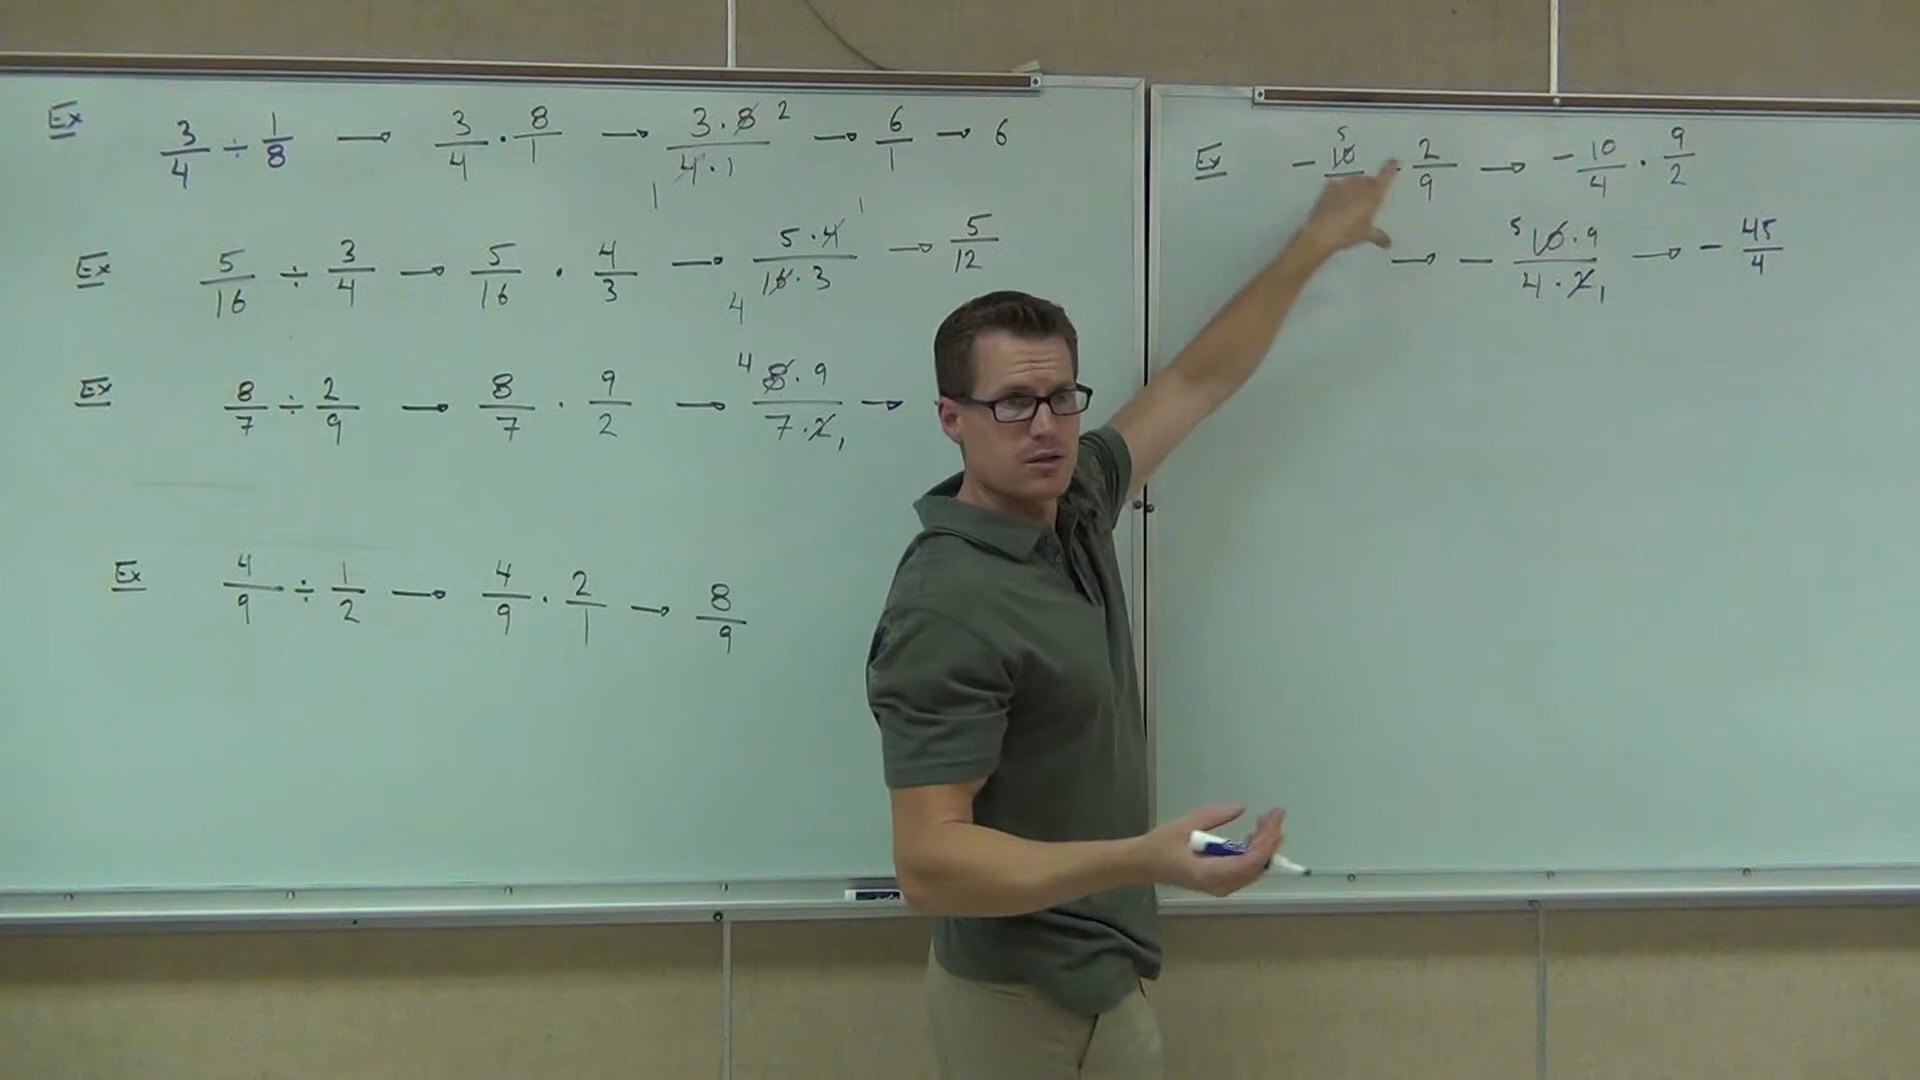 Ex 3/4 ÷ 1/8 → 3/4 · 8/1 → 3·8 2/4·1 1 → 6/1 → 6
Ex 5/16 ÷ 3/4 → 5/16 · 4/3 → 5·4 1/4 16·3 → 5/12
Ex 8/7 ÷ 2/9 → 8/7 · 9/2 → 4 8·9/7·2 1 →
Ex 4/9 ÷ 1/2 → 4/9 · 2/1 → 8/9
Ex - 5 10 2/9 → - 10/4 · 9/2
→ - 5 10·9/4·2 1 → - 45/4